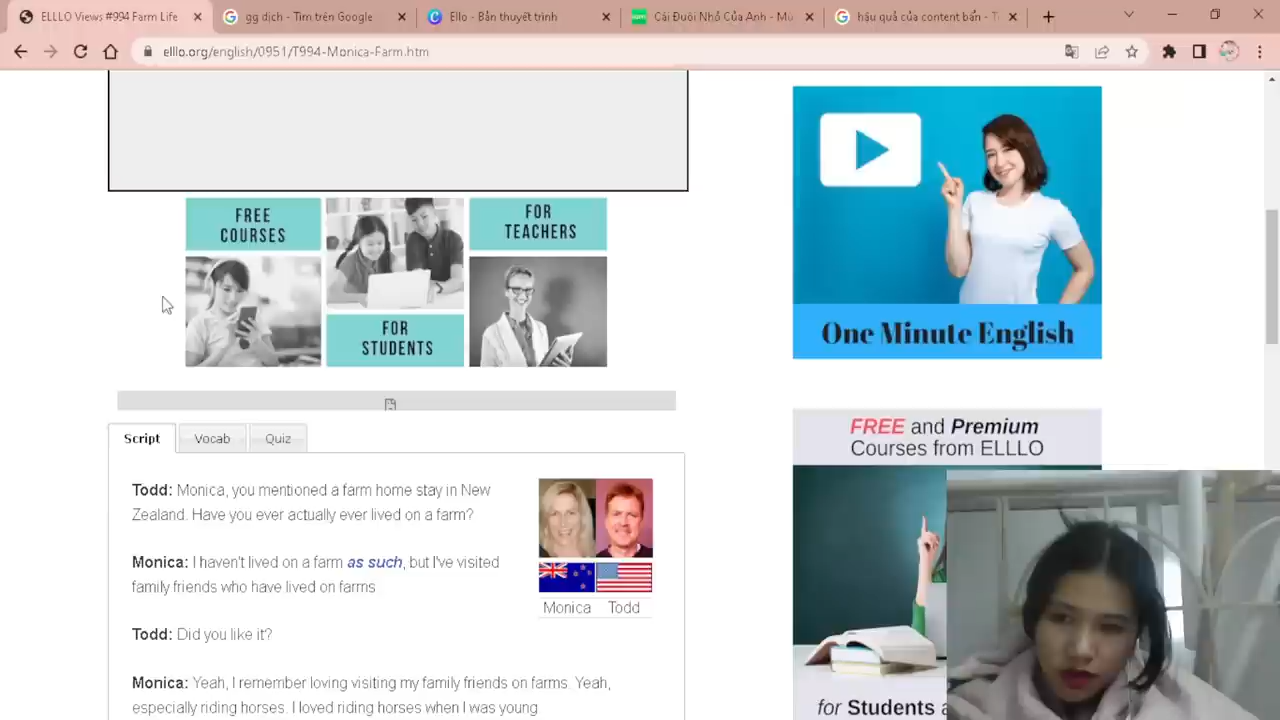 ELLLO Views #994 Farm Life
gg dịch - Tìm trên Google
Ello - Bản thuyết trình
Cái Đuôi Nhỏ Của Anh - Mứ
hậu quả của content bẩn - T
elllo.org/english/0951/T994-Monica-Farm.htm
FREE
COURSES
FOR
STUDENTS
FOR
TEACHERS
One Minute English
FREE and Premium
Courses from ELLLO
for Students a
Script
Vocab
Quiz
Todd: Monica, you mentioned a farm home stay in New
Zealand. Have you ever actually ever lived on a farm?
Monica: I haven't lived on a farm as such, but I've visited
family friends who have lived on farms
Monica
Todd
Todd: Did you like it?
Monica: Yeah, I remember loving visiting my family friends on farms. Yeah,
especially riding horses. I loved riding horses when I was young